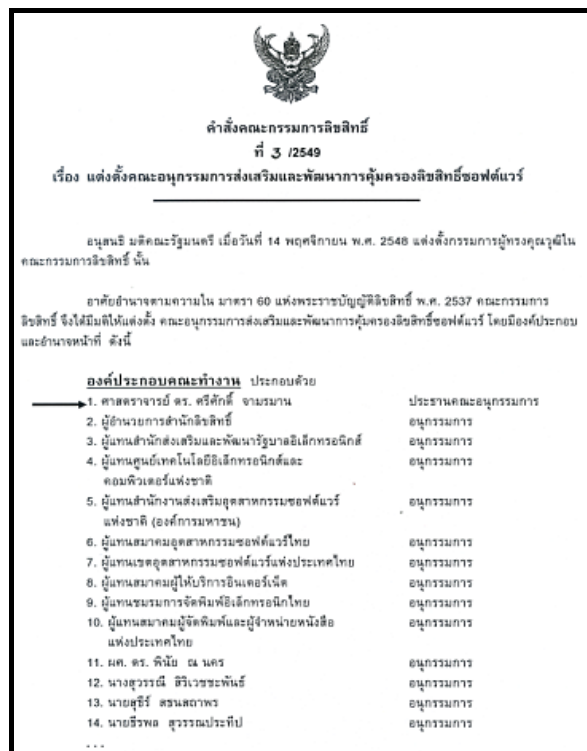 คำสั่งคณะกรรมการลิขสิทธิ์
ที่ 3 /2549
เรื่อง แต่งตั้งคณะอนุกรรมการส่งเสริมและพัฒนาการคุ้มครองลิขสิทธิ์ซอฟต์แวร์
อนุสนธิ มติคณะรัฐมนตรี เมื่อวันที่ 14 พฤศจิกายน พ.ศ. 2548 แต่งตั้งกรรมการผู้ทรงคุณวุฒิใน
คณะกรรมการลิขสิทธิ์ นั้น
อาศัยอำนาจตามความใน มาตรา 60 แห่งพระราชบัญญัติลิขสิทธิ์ พ.ศ. 2537 คณะกรรมการ
ลิขสิทธิ์ จึงได้มีมติให้แต่งตั้ง คณะอนุกรรมการส่งเสริมและพัฒนาการคุ้มครองลิขสิทธิ์ซอฟต์แวร์ โดยมีองค์ประกอบ
และอำนาจหน้าที่ ดังนี้
องค์ประกอบคณะทำงาน ประกอบด้วย
1. ศาสตราจารย์ ดร. ศรีศักดิ์ จามรมาน ประธานคณะอนุกรรมการ
2. ผู้อำนวยการสำนักลิขสิทธิ์ อนุกรรมการ
3. ผู้แทนสำนักส่งเสริมและพัฒนารัฐบาลอิเล็กทรอนิกส์ อนุกรรมการ
4. ผู้แทนศูนย์เทคโนโลยีอิเล็กทรอนิกส์และ อนุกรรมการ
คอมพิวเตอร์แห่งชาติ
5. ผู้แทนสำนักงานส่งเสริมอุตสาหกรรมซอฟต์แวร์ อนุกรรมการ
แห่งชาติ (องค์การมหาชน)
6. ผู้แทนสมาคมอุตสาหกรรมซอฟต์แวร์ไทย อนุกรรมการ
7. ผู้แทนเขตอุตสาหกรรมซอฟต์แวร์แห่งประเทศไทย อนุกรรมการ
8. ผู้แทนสมาคมผู้ให้บริการอินเตอร์เน็ต อนุกรรมการ
9. ผู้แทนชมรมการจัดพิมพ์อิเล็กทรอนิกไทย อนุกรรมการ
10. ผู้แทนสมาคมผู้จัดพิมพ์และผู้จำหน่ายหนังสือ อนุกรรมการ
แห่งประเทศไทย
11. ผศ. ดร. พินัย ณ นคร อนุกรรมการ
12. นางสุวรรณี สิริเวชชะพันธ์ อนุกรรมการ
13. นายสุธีร์ สธนสถาพร อนุกรรมการ
14. นายธีรพล สุวรรณประทีป อนุกรรมการ
...